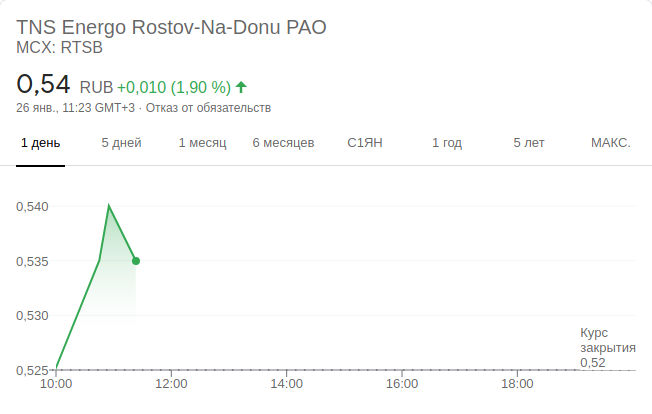 TNS Energo Rostov-Na-Donu PAO
MCX: RTSB
0,54 RUB +0,010 (1,90 %)
26 янв., 11:23 GMT+3 · Отказ от обязательств
1 день 5 дней 1 месяц 6 месяцев С1ЯН 1 год 5 лет МАКС.
0,540
0,535
0,530
Курс
закрытия
0,52
0,525
10:00 12:00 14:00 16:00 18:00